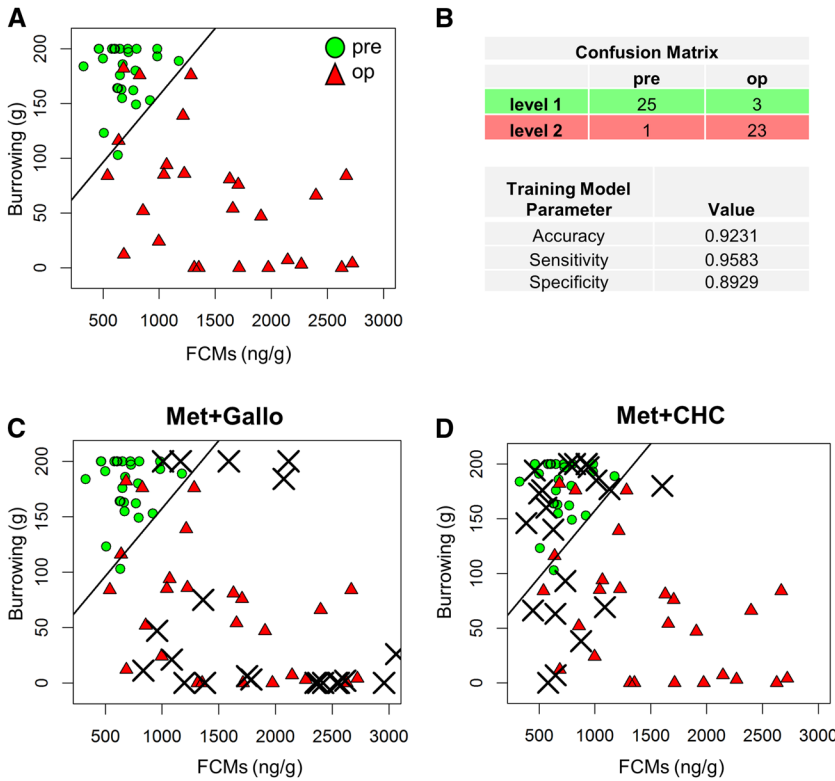 A
200
150
100
50
0
Burrowing (g)
pre
op
500 1000 1500 2000 2500 3000
FCMs (ng/g)
B
Confusion Matrix
pre op
level 1 25 3
level 2 1 23
Training Model
Parameter Value
Accuracy 0.9231
Sensitivity 0.9583
Specificity 0.8929
C
Met+Gallo
200
150
100
50
0
Burrowing (g)
500 1000 1500 2000 2500 3000
FCMs (ng/g)
D
Met+CHC
200
150
100
50
0
Burrowing (g)
500 1000 1500 2000 2500 3000
FCMs (ng/g)